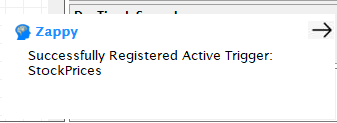 Zappy
Successfully Registered Active Trigger:
StockPrices